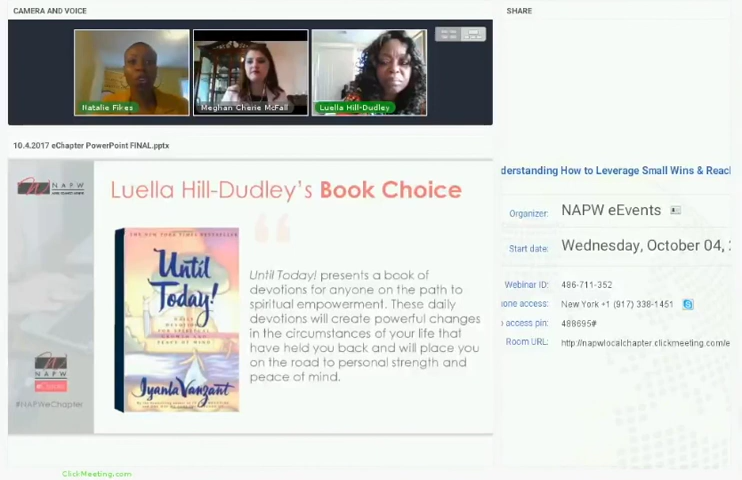 CAMERA AND VOICE
Natalie Fikes
Meghan Cherie McFall
Luella Hill-Dudley
10.4.2017 eChapter PowerPoint FINAL.pptx
NAPW
Luella Hill-Dudley's Book Choice
Until
Today!
Iyanla Vanzant
Until Today! presents a book of
devotions for anyone on the path to
spiritual empowerment. These daily
devotions will create powerful changes
in the circumstances of your life that
have held you back and will place you
on the road to personal strength and
peace of mind.
NAPW
#NAPWeChapter
SHARE
derstanding How to Leverage Small Wins & Reac
Organizer: NAPW eEvents
Start date: Wednesday, October 04, 2
Webinar ID: 486-711-352
one access: New York +1 (917) 338-1451
access pin: 488695#
Room URL: http://napwlocalchapter.clickmeeting.com/e
ClickMeeting.com